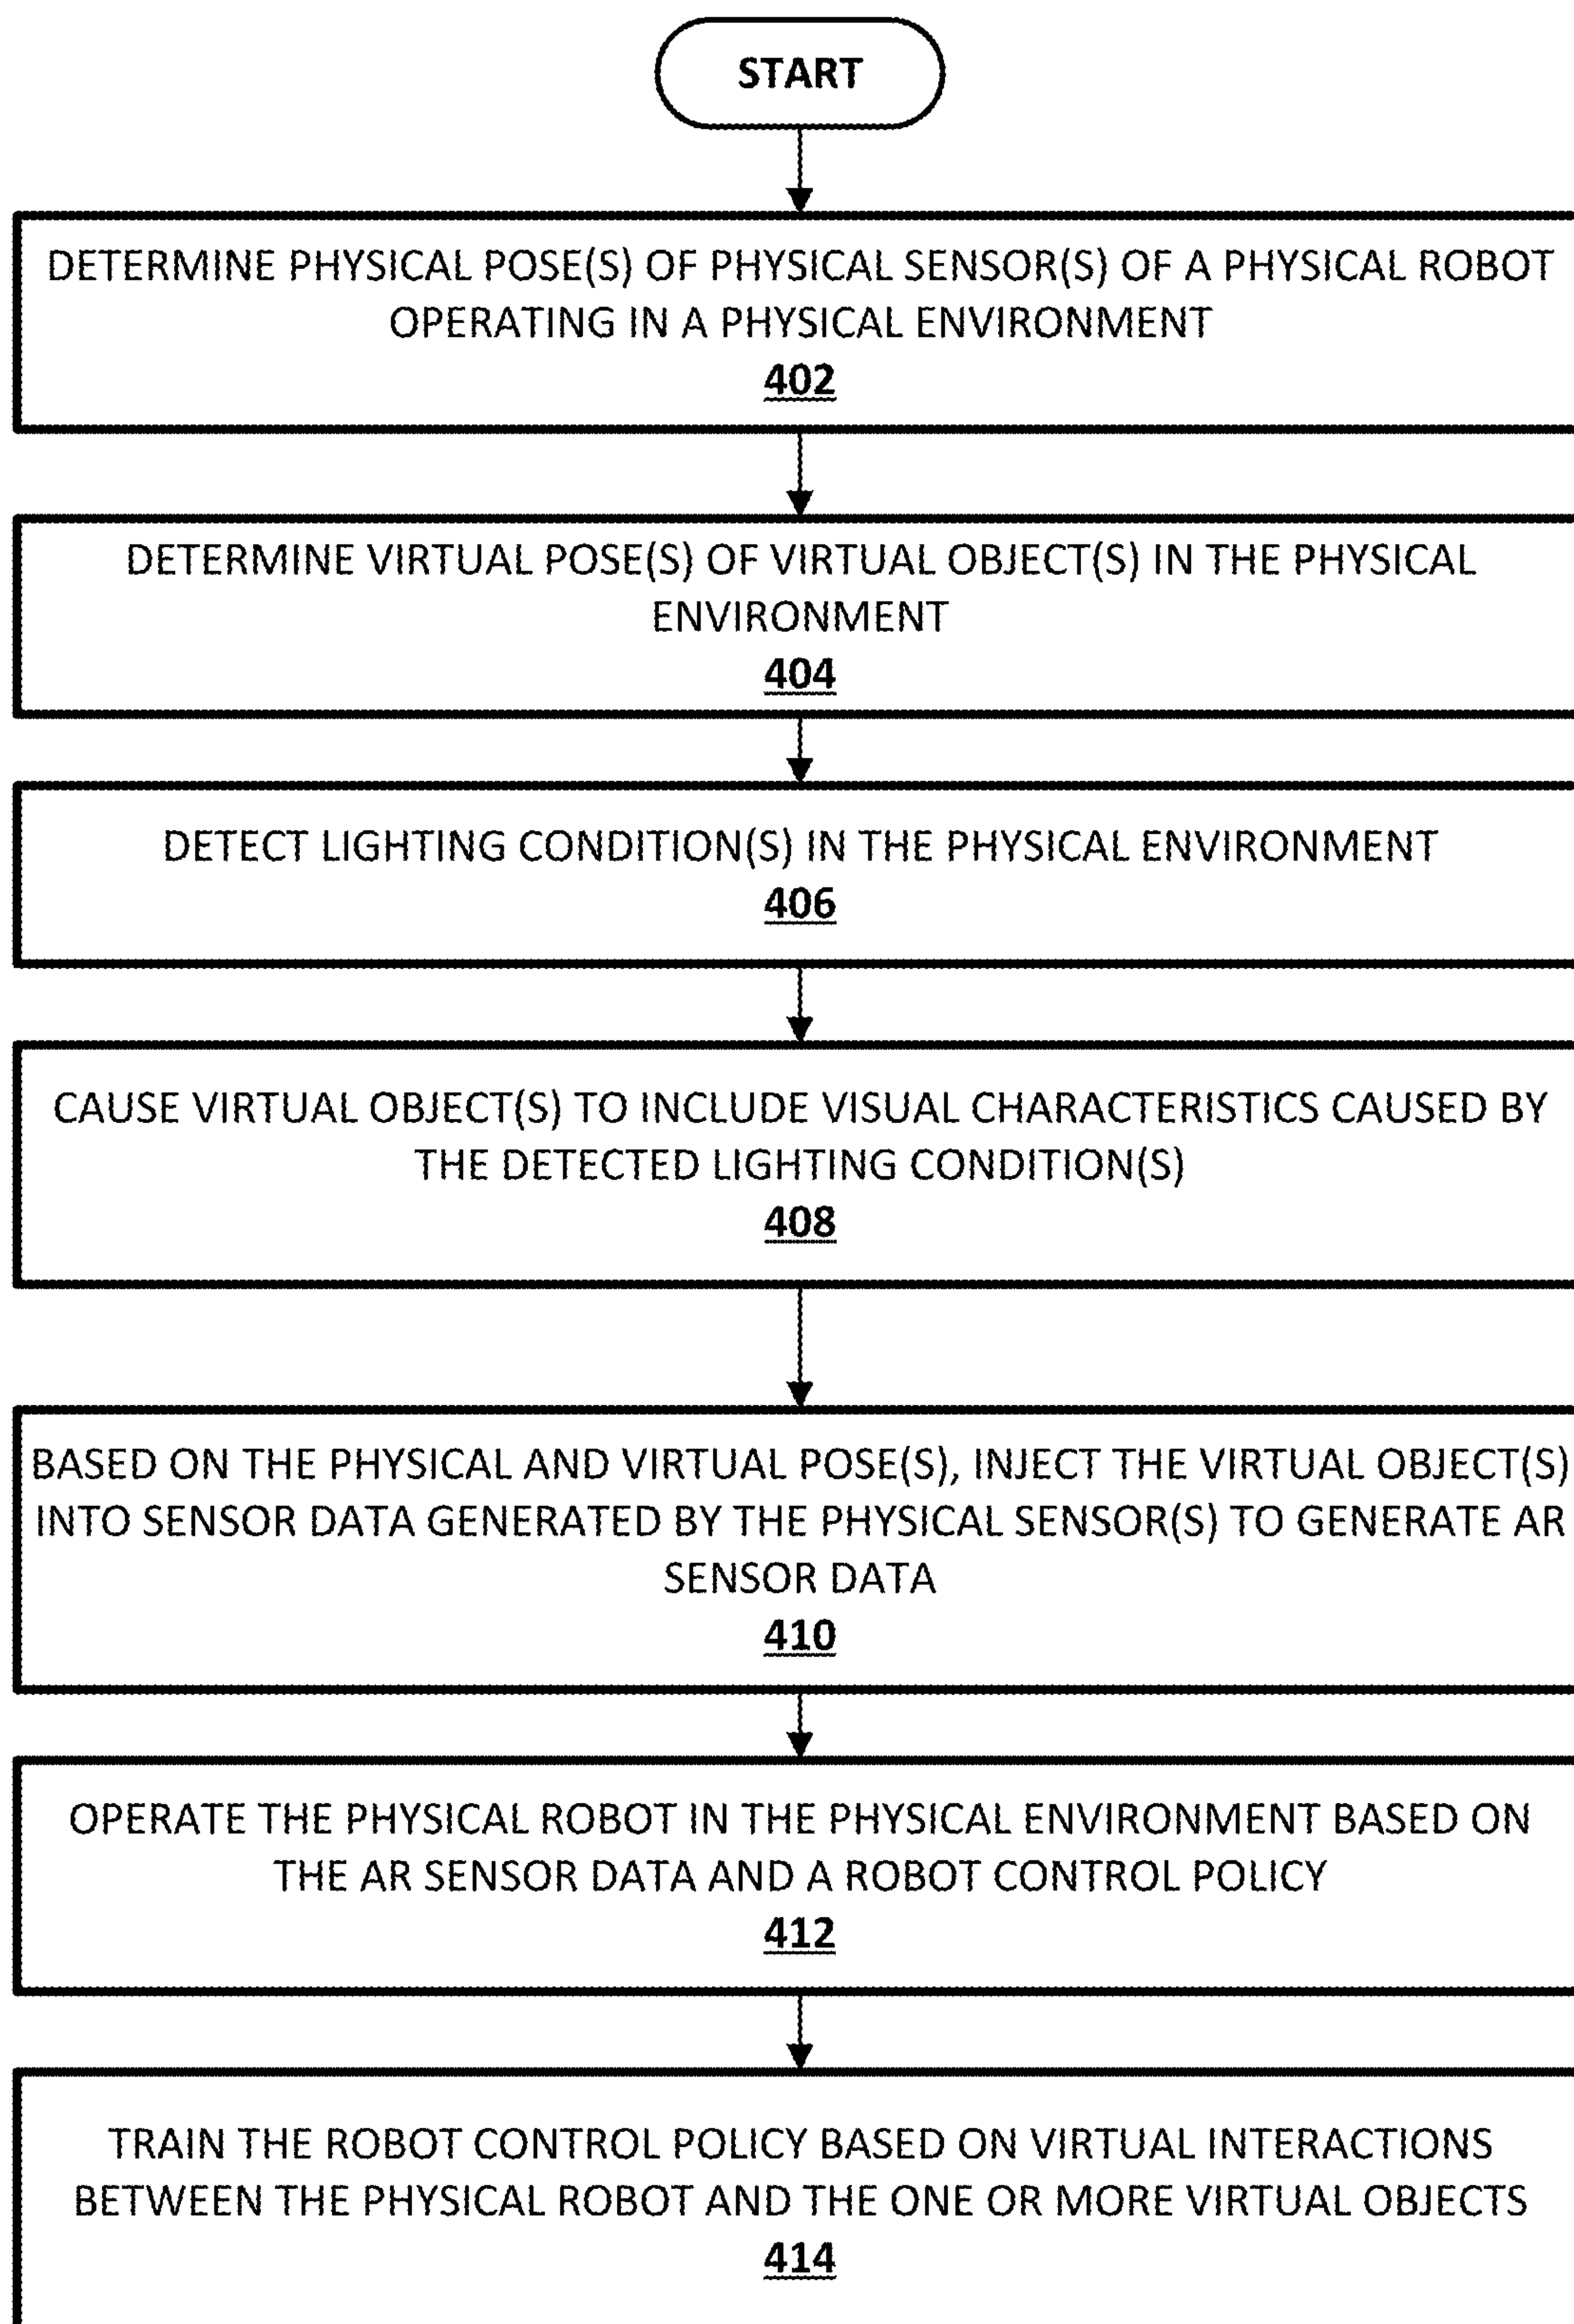 START
DETERMINE PHYSICAL POSE(S) OF PHYSICAL SENSOR(S) OF A PHYSICAL ROBOT
OPERATING IN A PHYSICAL ENVIRONMENT
402
DETERMINE VIRTUAL POSE(S) OF VIRTUAL OBJECT(S) IN THE PHYSICAL
ENVIRONMENT
404
DETECT LIGHTING CONDITION(S) IN THE PHYSICAL ENVIRONMENT
406
CAUSE VIRTUAL OBJECT(S) TO INCLUDE VISUAL CHARACTERISTICS CAUSED BY
THE DETECTED LIGHTING CONDITION(S)
408
BASED ON THE PHYSICAL AND VIRTUAL POSE(S), INJECT THE VIRTUAL OBJECT(S)
INTO SENSOR DATA GENERATED BY THE PHYSICAL SENSOR(S) TO GENERATE AR
SENSOR DATA
410
OPERATE THE PHYSICAL ROBOT IN THE PHYSICAL ENVIRONMENT BASED ON
THE AR SENSOR DATA AND A ROBOT CONTROL POLICY
412
TRAIN THE ROBOT CONTROL POLICY BASED ON VIRTUAL INTERACTIONS
BETWEEN THE PHYSICAL ROBOT AND THE ONE OR MORE VIRTUAL OBJECTS
414